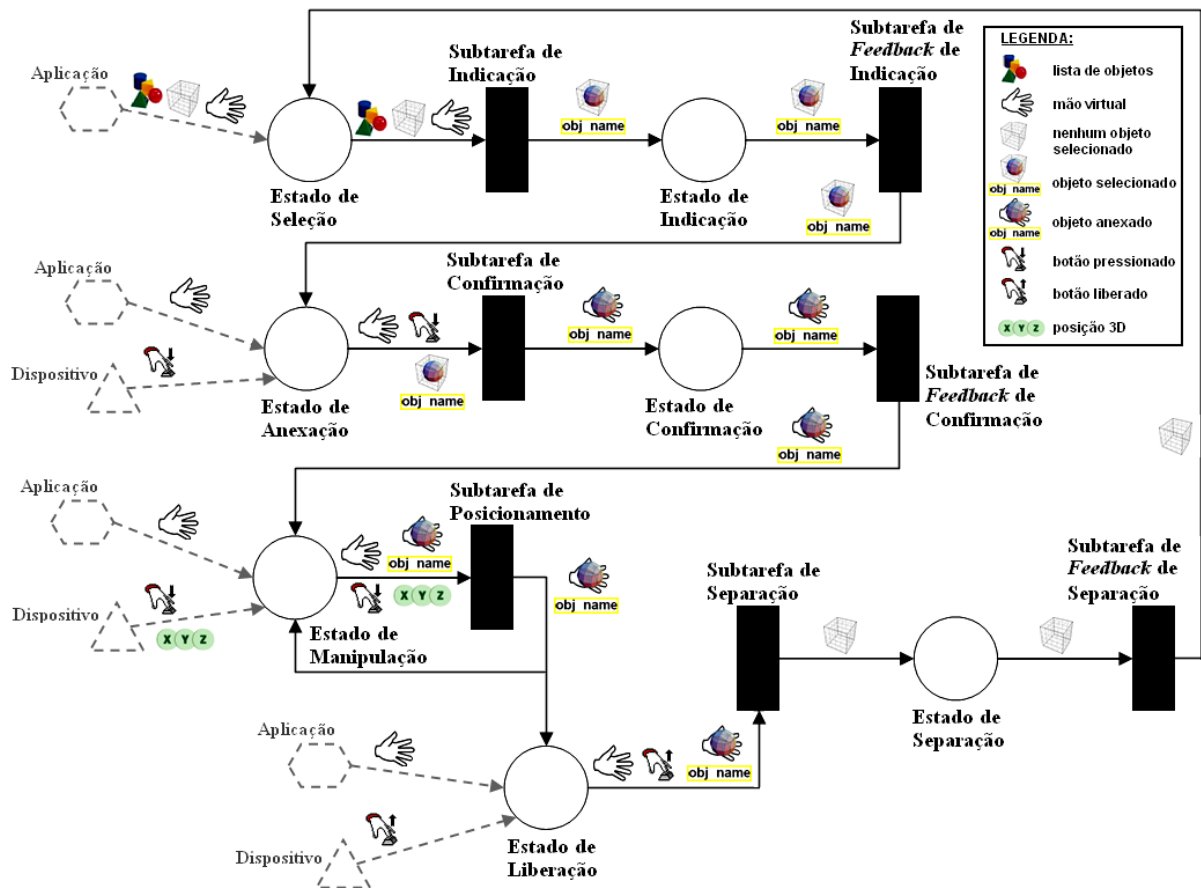 Aplicação
Subtarefa de
Indicação
obj name
obj name
Subtarefa de
Feedback de
Indicação
Estado de
Seleção
Estado de
Indicação
obj name
LEGENDA:
lista de objetos
mão virtual
nenhum objeto
selecionado
objeto selecionado
obj name
objeto anexado
obj name
botão pressionado
botão liberado
X Y Z
posição 3D
Aplicação
Dispositivo
Subtarefa de
Confirmação
obj name
obj name
obj name
Estado de
Anexação
Estado de
Confirmação
Subtarefa de
Feedback de
Confirmação
obj name
Aplicação
Dispositivo
X Y Z
Subtarefa de
Posicionamento
obj name
X Y Z
obj name
Estado de
Manipulação
Subtarefa de
Separação
Subtarefa de
Feedback de
Separação
Estado de
Separação
Aplicação
Dispositivo
obj name
Estado de
Liberação